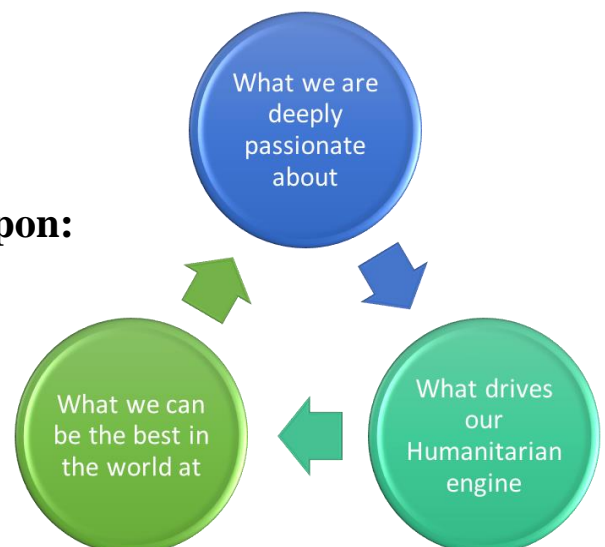 What we are
deeply
passionate
about
pon:
What we can
be the best in
the world at
What drives
our
Humanitarian
engine